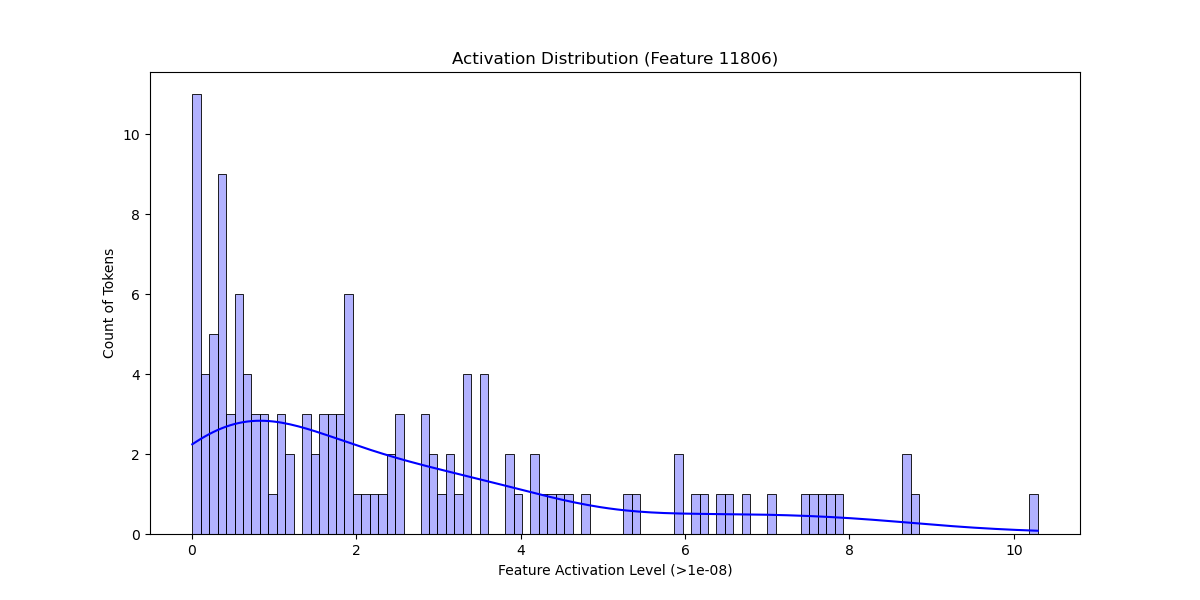 Activation Distribution (Feature 11806)
10
8
6
4
2
0
Count of Tokens
0 2 4 6 8 10
Feature Activation Level (>1e-08)